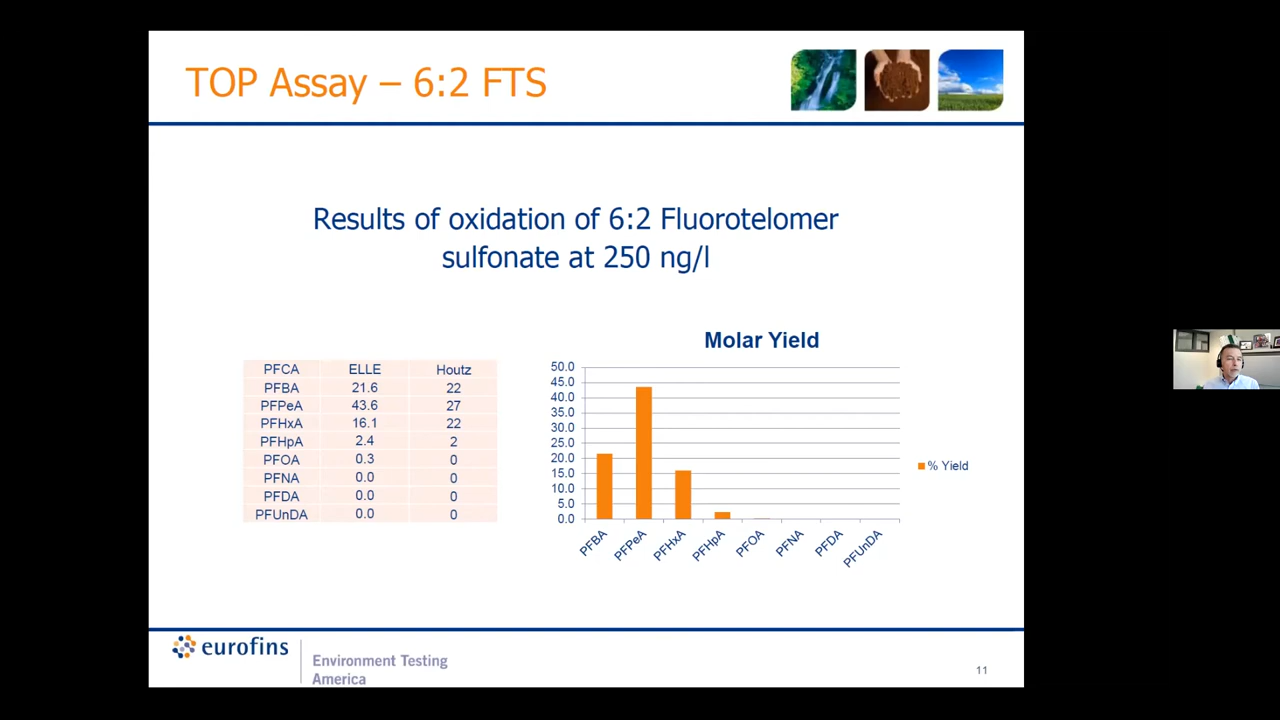 TOP Assay – 6:2 FTS
Results of oxidation of 6:2 Fluorotelomer
sulfonate at 250 ng/l
PFCA ELLE Houtz
PFBA 21.6 22
PFPeA 43.6 27
PFHxA 16.1 22
PFHpA 2.4 2
PFOA 0.3 0
PFNA 0.0 0
PFDA 0.0 0
PFUnDA 0.0 0
Molar Yield
50.0
45.0
40.0
35.0
30.0
25.0
20.0
15.0
10.0
5.0
0.0
PFBA PFPeA PFHxA PFHpA PFOA PFNA PFDA PFUnDA
% Yield
eurofins
Environment Testing
America
11